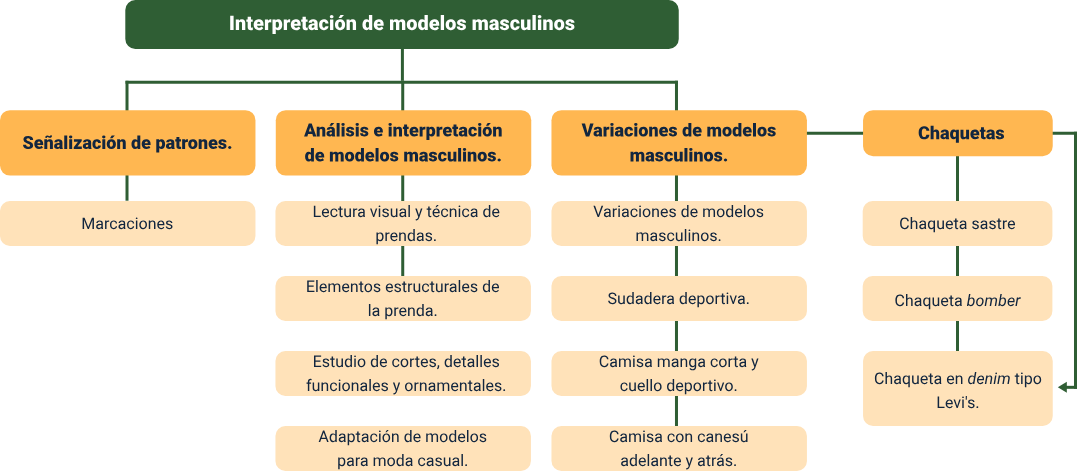 Interpretación de modelos masculinos
Señalización de patrones.
Marcaciones
Análisis e interpretación
de modelos masculinos.
Lectura visual y técnica de
prendas.
Elementos estructurales de
la prenda.
Estudio de cortes, detalles
funcionales y ornamentales.
Adaptación de modelos
para moda casual.
Variaciones de modelos
masculinos.
Variaciones de modelos
masculinos.
Sudadera deportiva.
Camisa manga corta y
cuello deportivo.
Camisa con canesú
adelante y atrás.
Chaquetas
Chaqueta sastre
Chaqueta bomber
Chaqueta en denim tipo
Levi's.